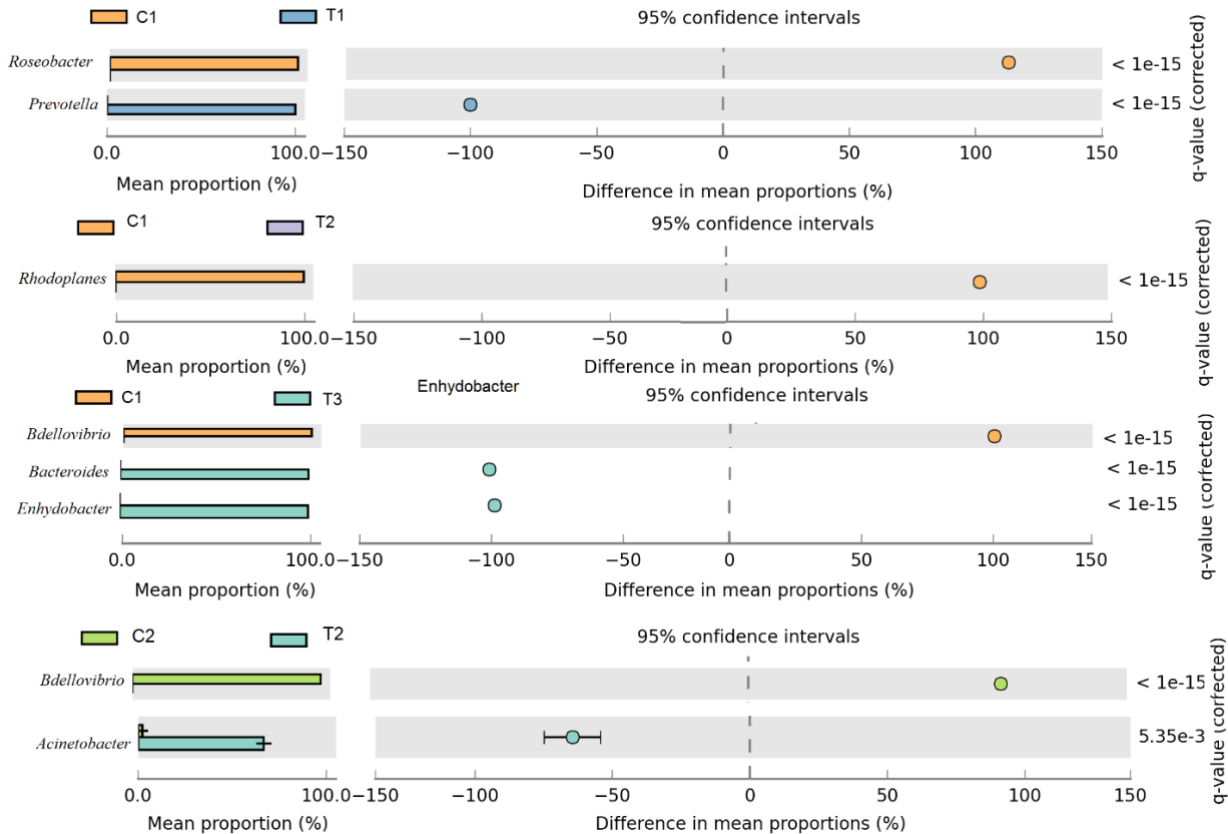 C1 T1 95% confidence intervals
Roseobacter < 1e-15
Prevotella < 1e-15
0.0 100.0 −150 −100 −50 0 50 100 150
Mean proportion (%) Difference in mean proportions (%)
q-value (corrected)
C1 T2 95% confidence intervals
Rhodoplanes < 1e-15
0.0 100.0 −150 −100 −50 0 50 100 150
Mean proportion (%) Difference in mean proportions (%)
q-value (corrected)
Enhydobacter
C1 T3 95% confidence intervals
Bdellovibrio < 1e-15
Bacteroides < 1e-15
Enhydobacter < 1e-15
0.0 100.0 −150 −100 −50 0 50 100 150
Mean proportion (%) Difference in mean proportions (%)
q-value (corrected)
C2 T2 95% confidence intervals
Bdellovibrio < 1e-15
Acinetobacter 5.35e-3
0.0 100.0 −150 −100 −50 0 50 100 150
Mean proportion (%) Difference in mean proportions (%)
q-value (corrected)